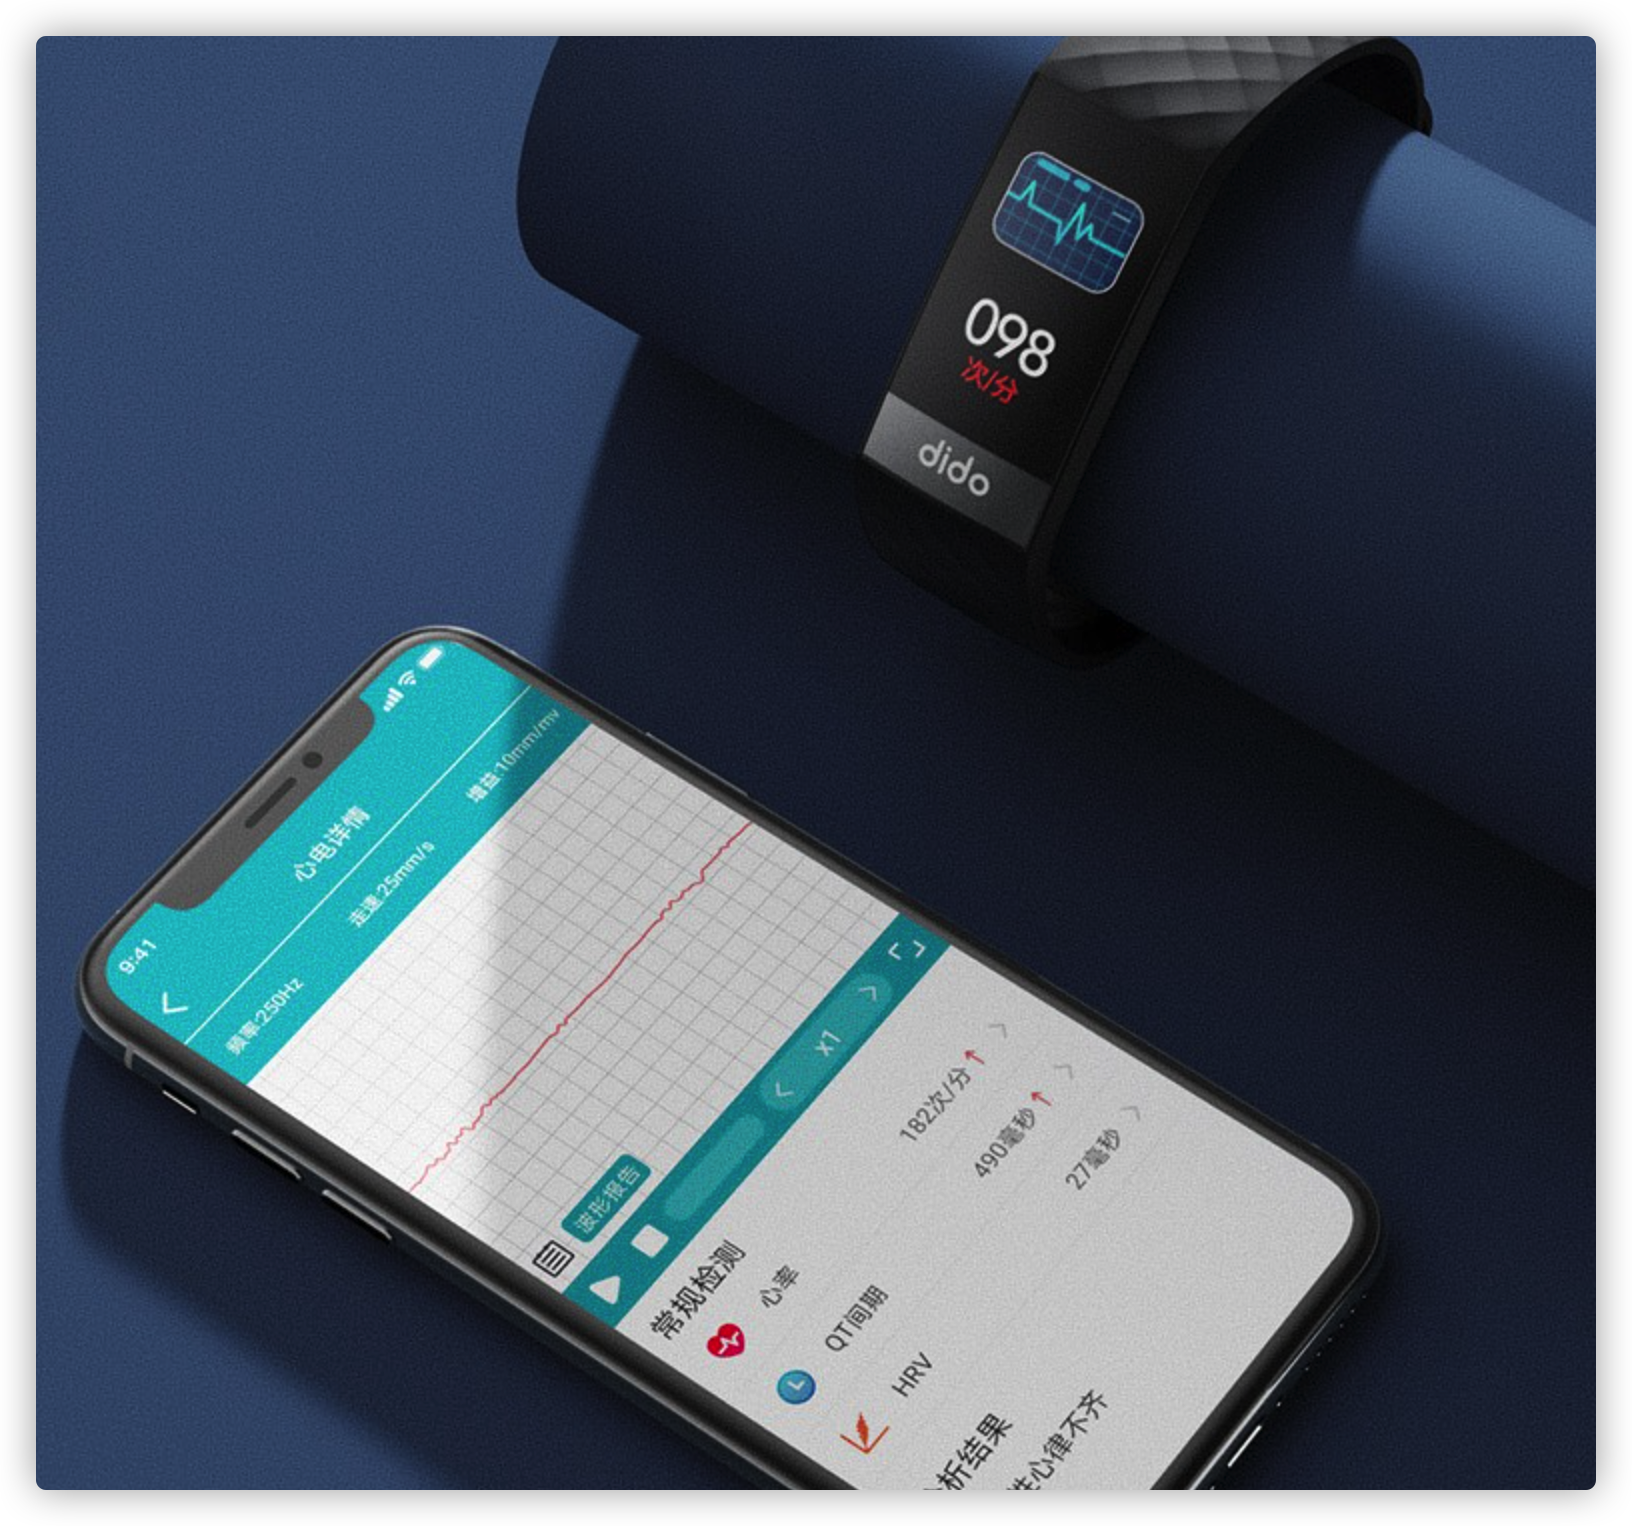 098
次/分
dido
9:41
心电详情
频率:250Hz 走速:25mm/s 增益:10mm/mv
波形报告
x1
常规检测
心率 182次/分↑
QT间期 490毫秒↑
HRV 27毫秒
析结果
性心律不齐